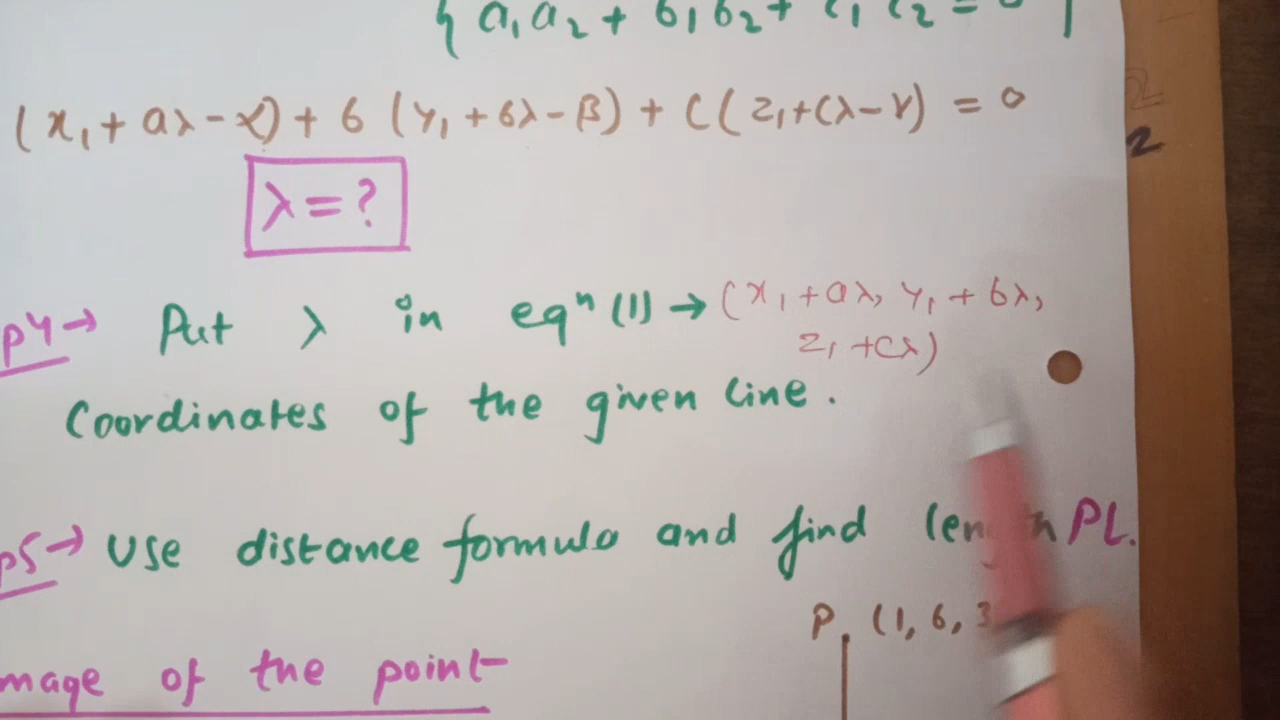 { a₁a₂ + b₁b₂ + c₁c₂ = 0 }
(x₁ + aλ - α) + b (y₁ + bλ - β) + c (z₁ + cλ - γ) = 0
2
λ = ?
p4 → Put λ in eqⁿ (1) → (x₁ + aλ, y₁ + bλ,
z₁ + cλ)
Coordinates of the given line.
p5 → Use distance formula and find PL.
P (1, 6, 3
mage of the point